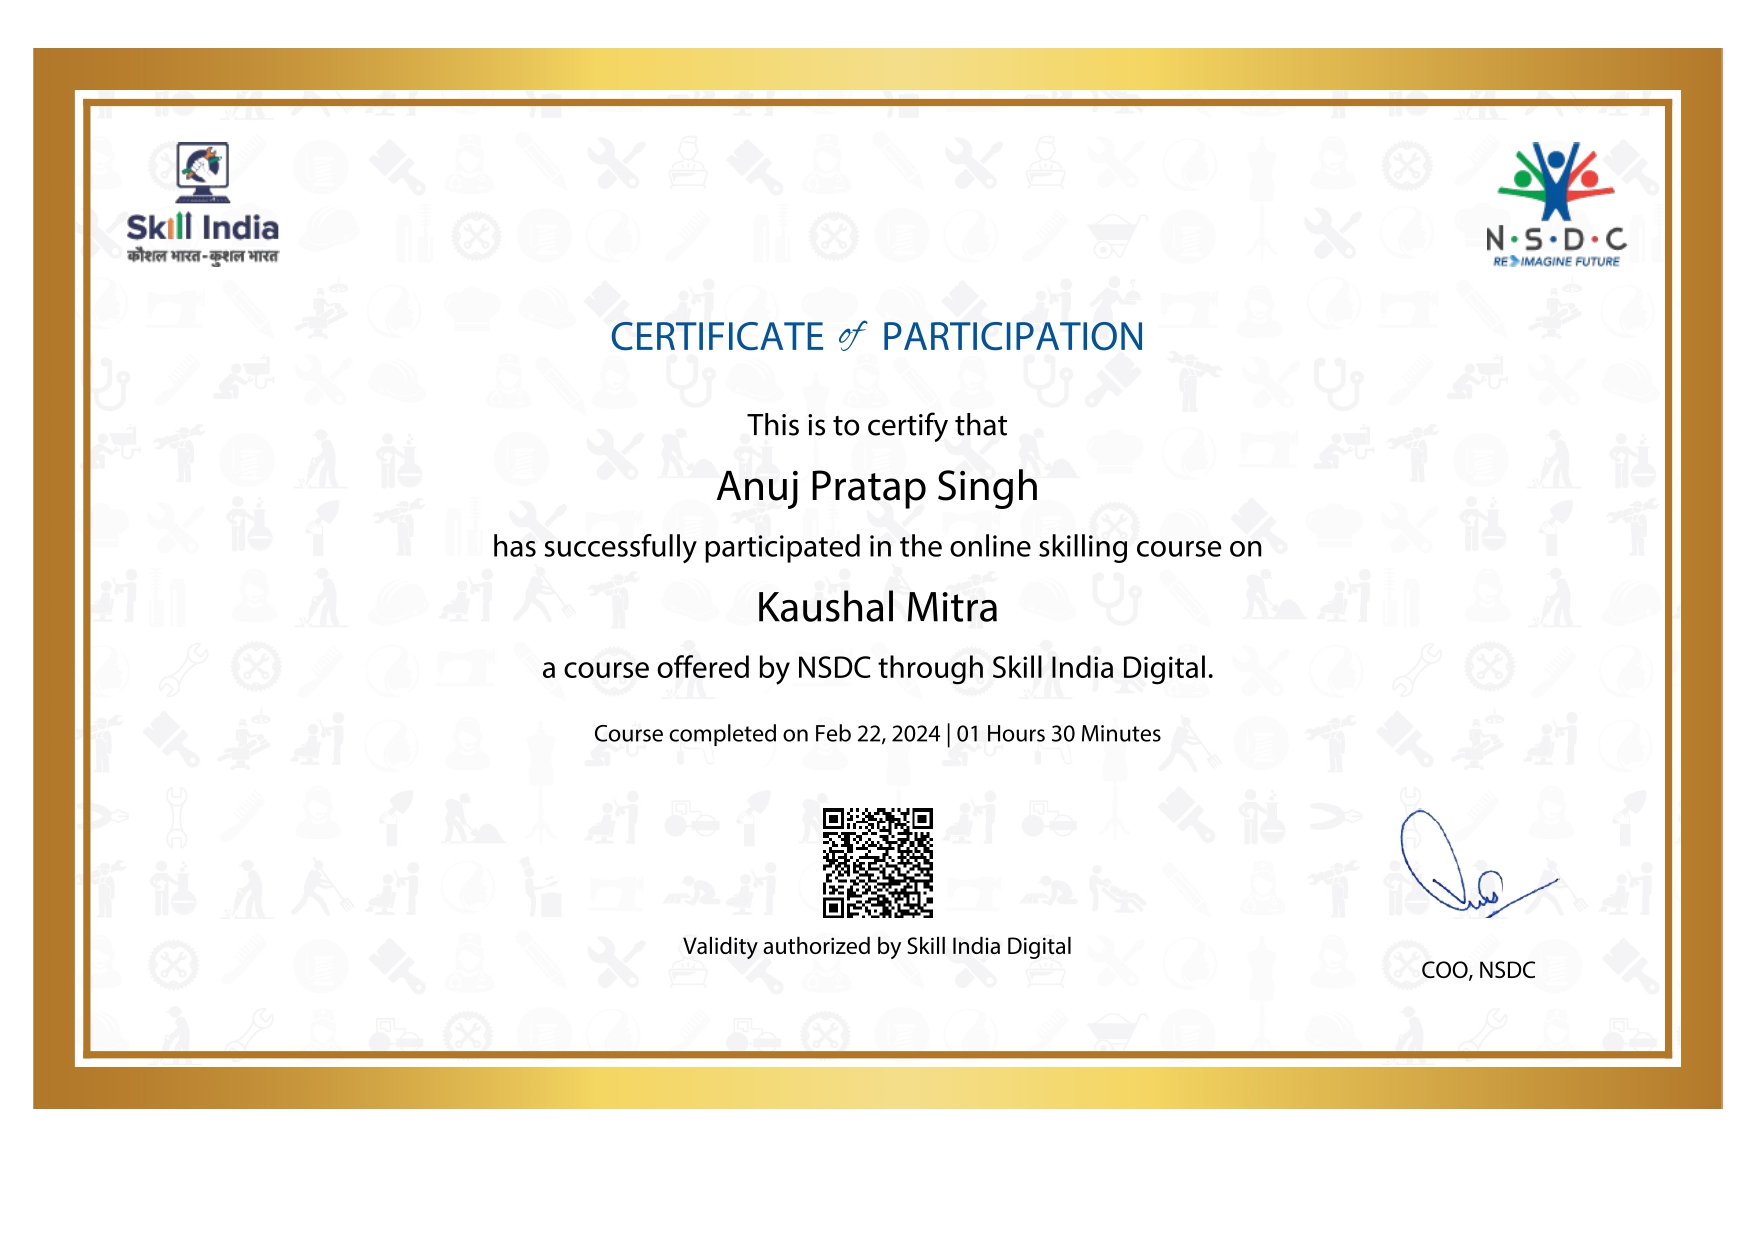 Skill India
कौशल भारत-कुशल भारत
N·S·D·C
RE IMAGINE FUTURE
CERTIFICATE of PARTICIPATION
This is to certify that
Anuj Pratap Singh
has successfully participated in the online skilling course on
Kaushal Mitra
a course offered by NSDC through Skill India Digital.
Course completed on Feb 22, 2024 | 01 Hours 30 Minutes
Validity authorized by Skill India Digital
COO, NSDC